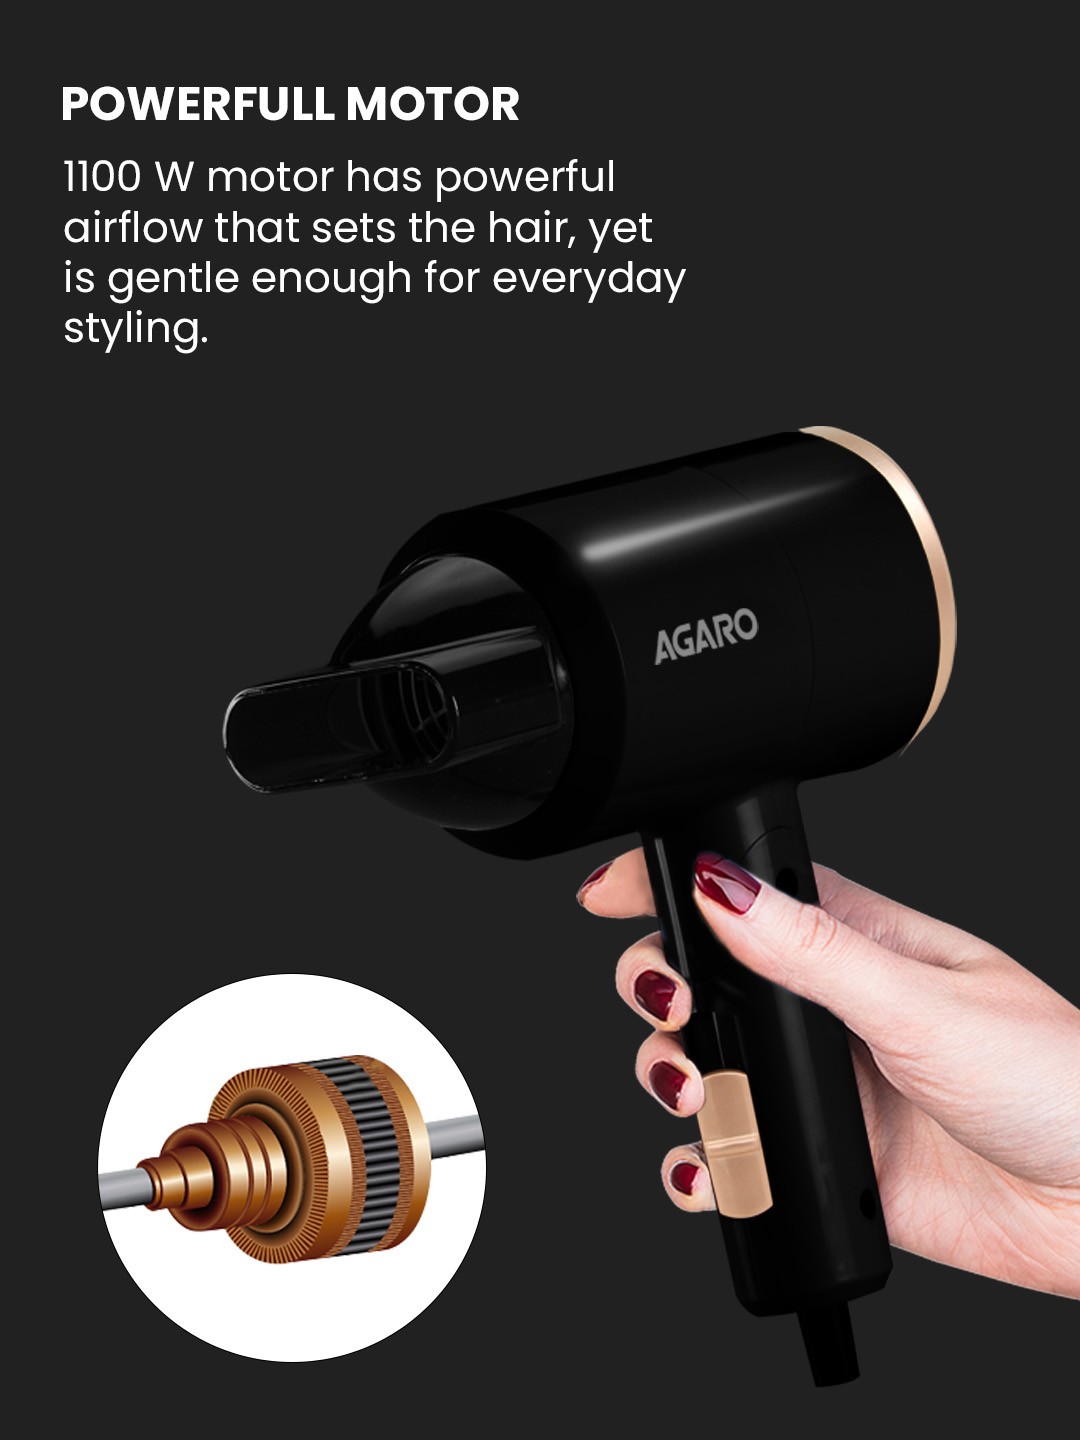 POWERFULL MOTOR
1100 W motor has powerful
airflow that sets the hair, yet
is gentle enough for everyday
styling.
AGARO